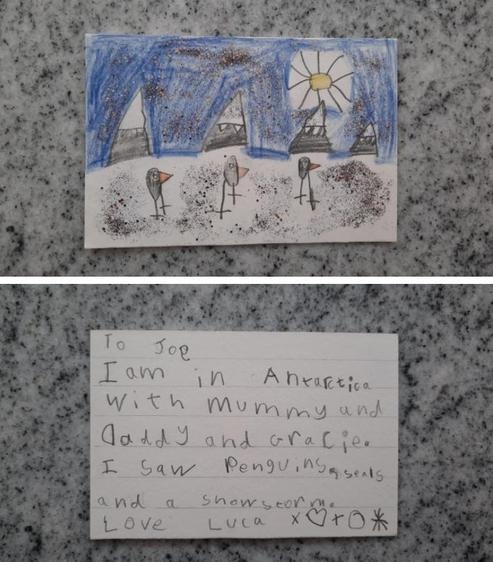 To Joe
I am in Antarctica
With Mummy and
Daddy and Gracie.
I saw Penguins, seals
and a snowstorm.
Love Luca x♡+O*